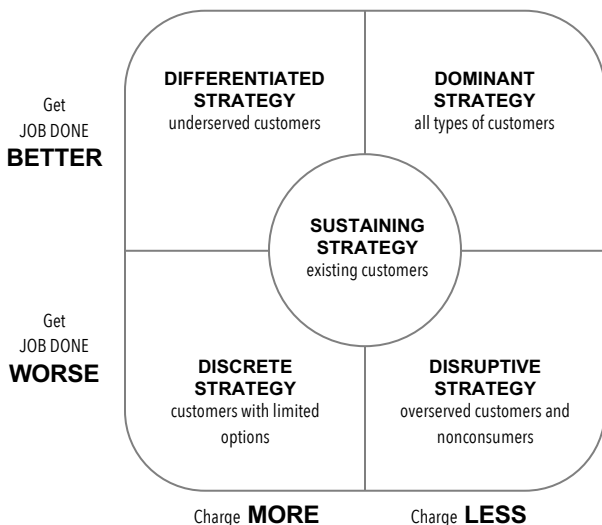 DIFFERENTIATED
STRATEGY
underserved customers
DOMINANT
STRATEGY
all types of customers
Get
JOB DONE
BETTER
SUSTAINING
STRATEGY
existing customers
Get
JOB DONE
WORSE
DISCRETE
STRATEGY
customers with limited
options
DISRUPTIVE
STRATEGY
overserved customers and
nonconsumers
Charge MORE
Charge LESS